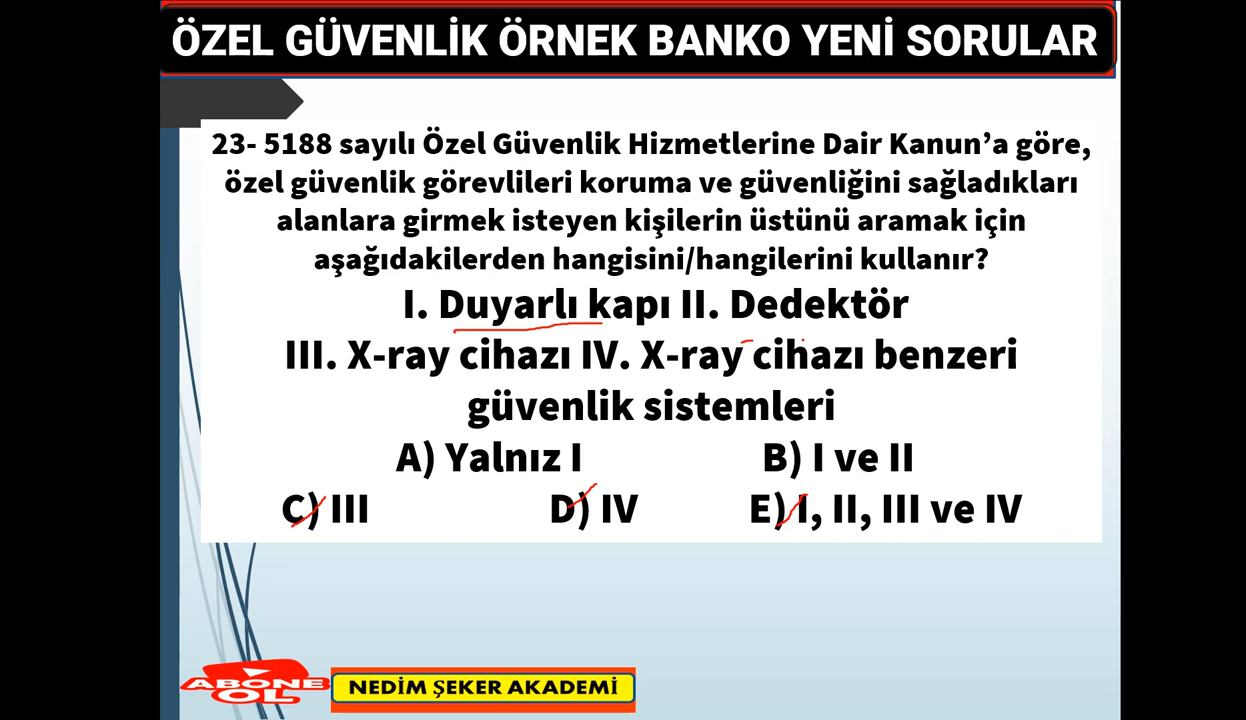 ÖZEL GÜVENLİK ÖRNEK BANKO YENİ SORULAR
23- 5188 sayılı Özel Güvenlik Hizmetlerine Dair Kanun’a göre,
özel güvenlik görevlileri koruma ve güvenliğini sağladıkları
alanlara girmek isteyen kişilerin üstünü aramak için
aşağıdakilerden hangisini/hangilerini kullanır?
I. Duyarlı kapı II. Dedektör
III. X-ray cihazı IV. X-ray cihazı benzeri
güvenlik sistemleri
A) Yalnız I B) I ve II
C) III D) IV E) I, II, III ve IV
ABONE
OL
NEDİM ŞEKER AKADEMİ